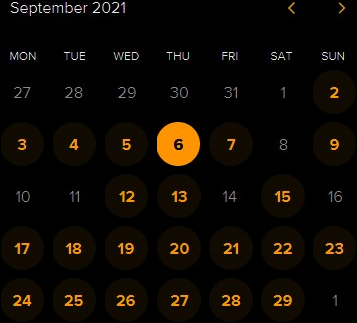 September 2021
MON TUE WED THU FRI SAT SUN
27 28 29 30 31 1 2
3 4 5 6 7 8 9
10 11 12 13 14 15 16
17 18 19 20 21 22 23
24 25 26 27 28 29 1